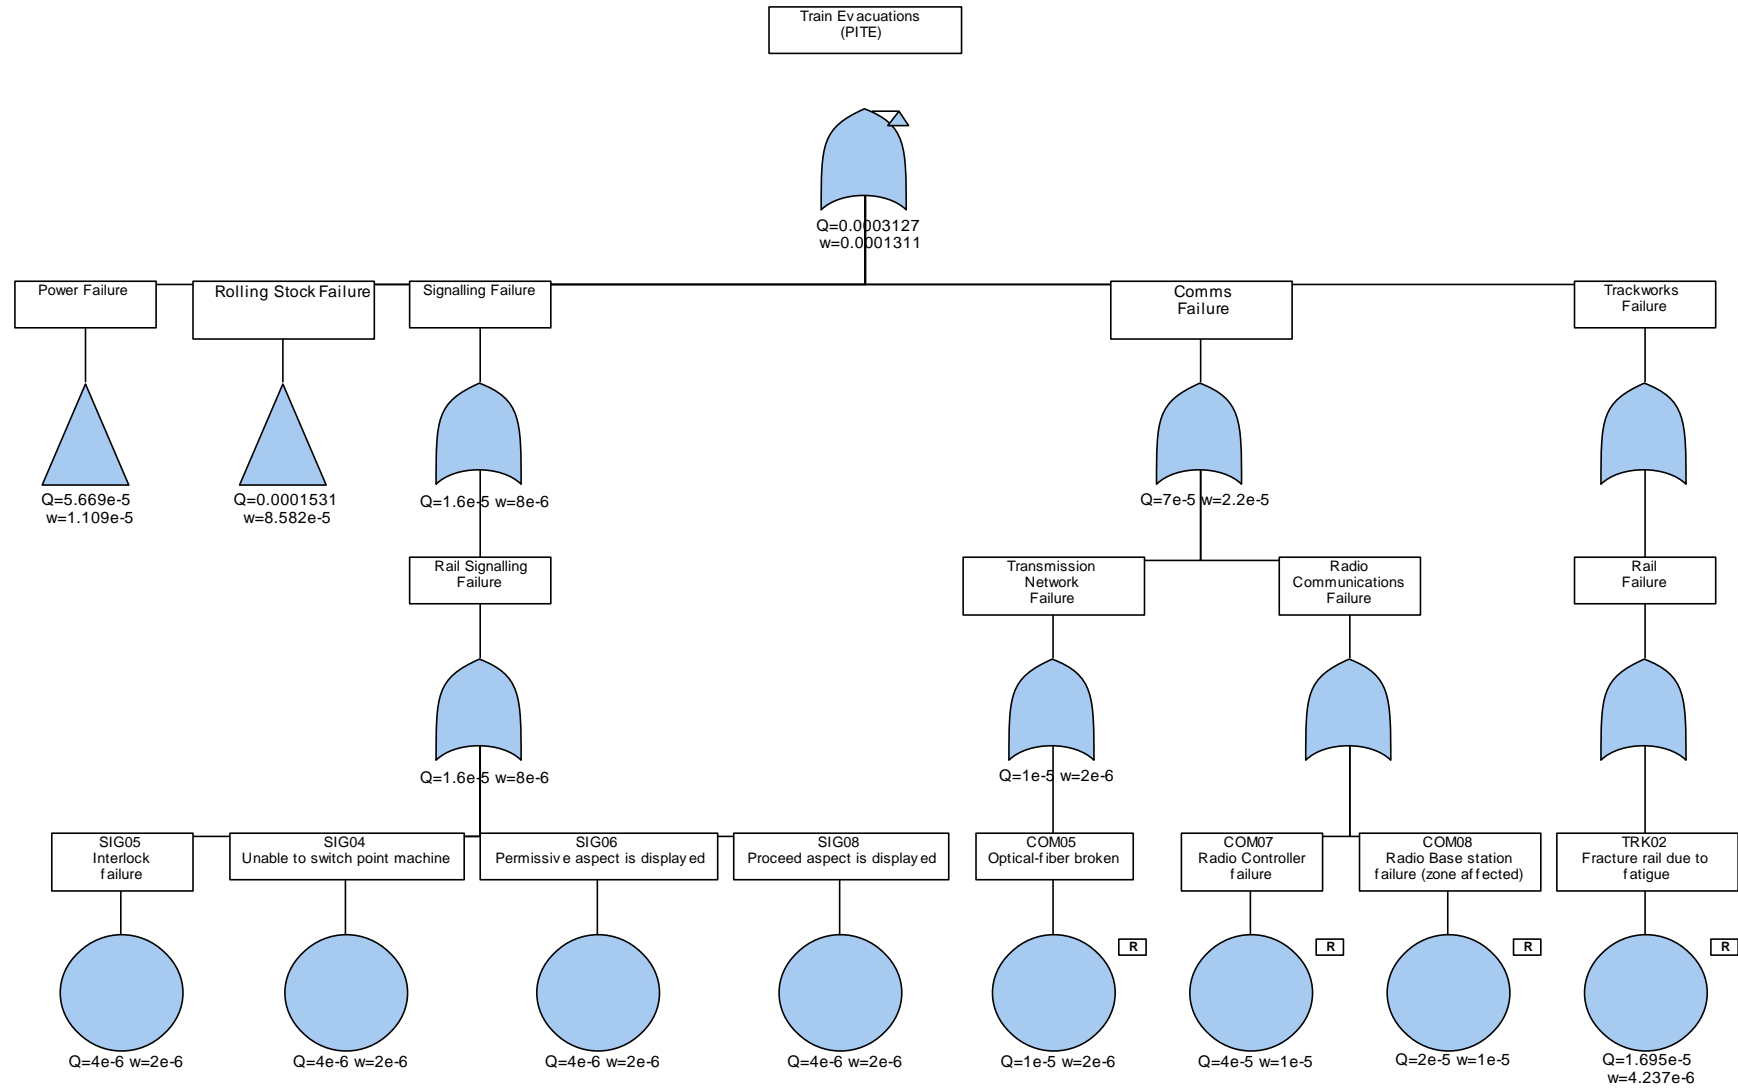 Train Evacuations
(PITE)
Q=0.0003127
w=0.0001311
Power Failure
Rolling Stock Failure
Signalling Failure
Comms
Failure
Trackworks
Failure
Q=5.669e-5
w=1.109e-5
Q=0.0001531
w=8.582e-5
Q=1.6e-5 w=8e-6
Q=7e-5 w=2.2e-5
Rail Signalling
Failure
Transmission
Network
Failure
Radio
Communications
Failure
Rail
Failure
Q=1.6e-5 w=8e-6
Q=1e-5 w=2e-6
SIG05
Interlock
failure
SIG04
Unable to switch point machine
SIG06
Permissive aspect is displayed
SIG08
Proceed aspect is displayed
COM05
Optical-fiber broken
COM07
Radio Controller
failure
COM08
Radio Base station
failure (zone affected)
TRK02
Fracture rail due to
fatigue
R
R
R
R
Q=4e-6 w=2e-6
Q=4e-6 w=2e-6
Q=4e-6 w=2e-6
Q=4e-6 w=2e-6
Q=1e-5 w=2e-6
Q=4e-5 w=1e-5
Q=2e-5 w=1e-5
Q=1.695e-5
w=4.237e-6